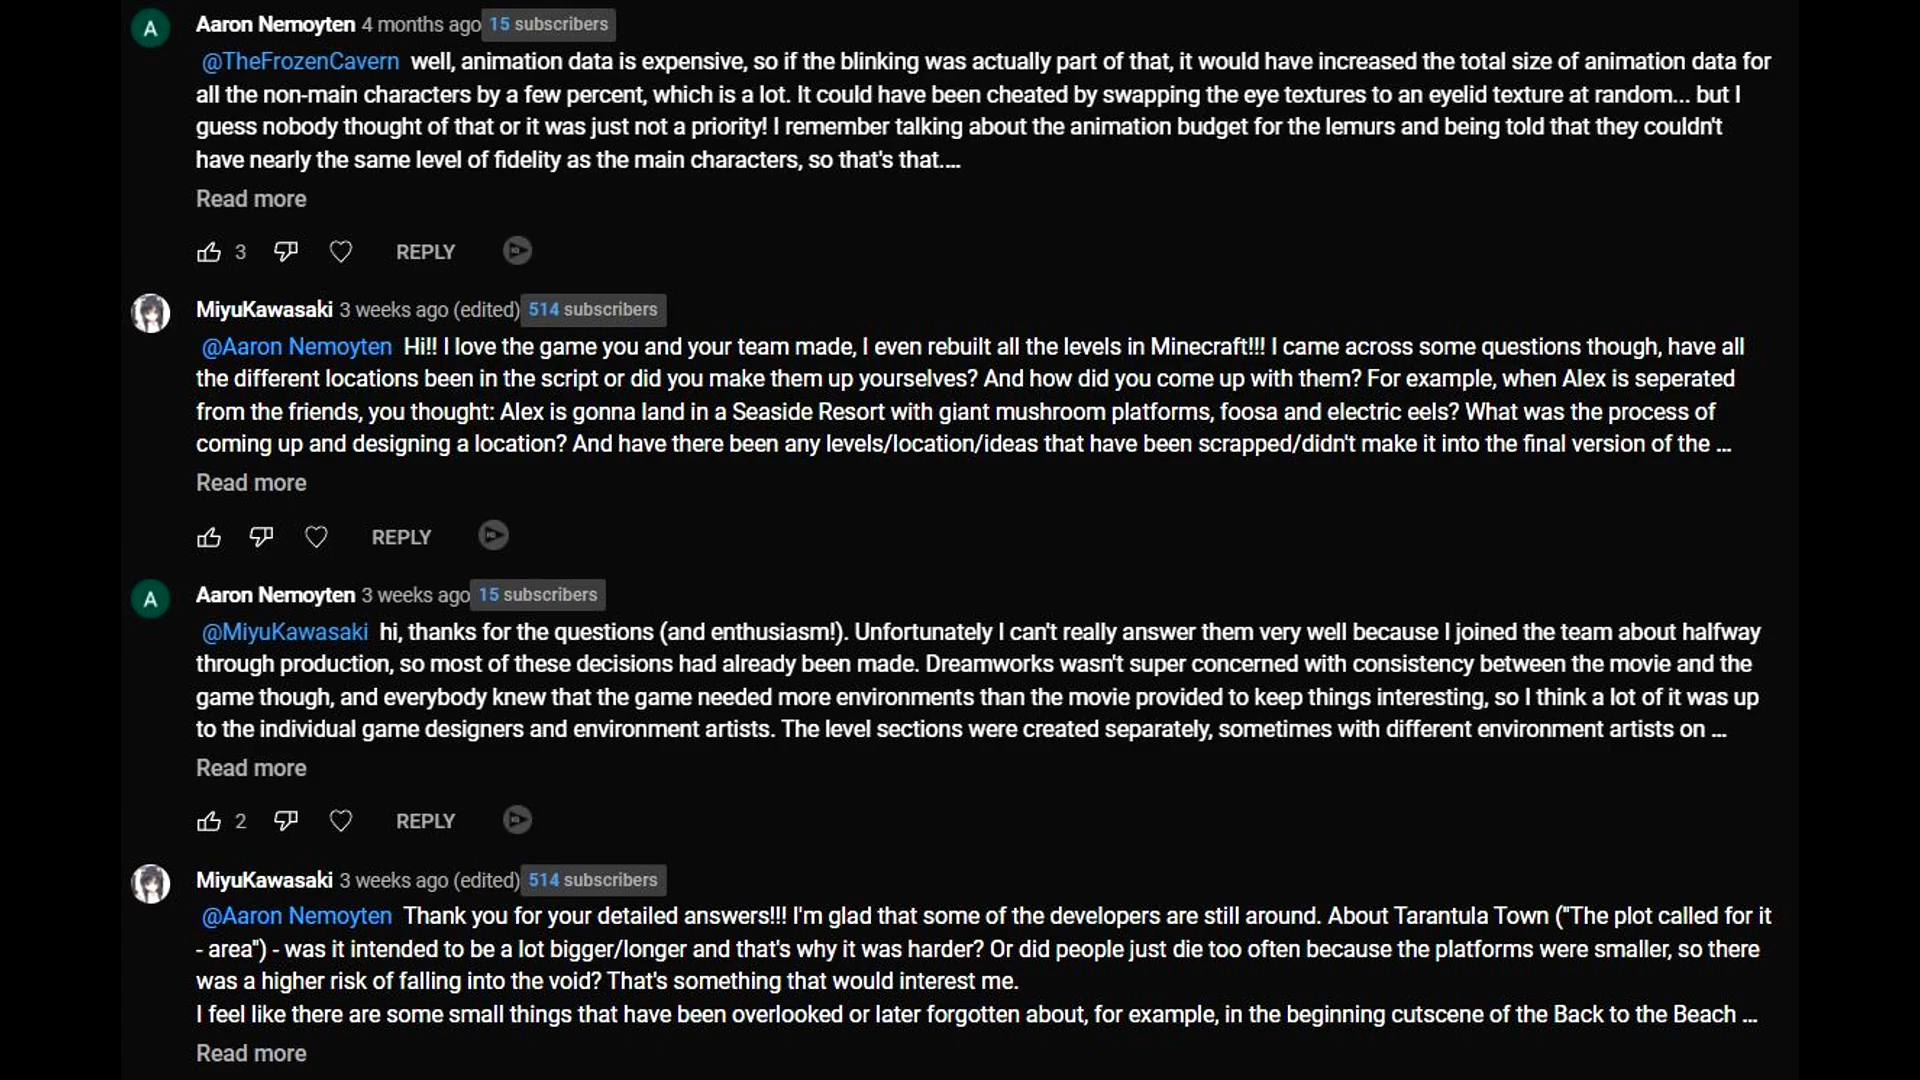 A
Aaron Nemoyten 4 months ago 15 subscribers
@TheFrozenCavern well, animation data is expensive, so if the blinking was actually part of that, it would have increased the total size of animation data for
all the non-main characters by a few percent, which is a lot. It could have been cheated by swapping the eye textures to an eyelid texture at random... but I
guess nobody thought of that or it was just not a priority! I remember talking about the animation budget for the lemurs and being told that they couldn't
have nearly the same level of fidelity as the main characters, so that's that....
Read more
3 REPLY
MiyuKawasaki 3 weeks ago (edited) 514 subscribers
@Aaron Nemoyten Hi!! I love the game you and your team made, I even rebuilt all the levels in Minecraft!!! I came across some questions though, have all
the different locations been in the script or did you make them up yourselves? And how did you come up with them? For example, when Alex is seperated
from the friends, you thought: Alex is gonna land in a Seaside Resort with giant mushroom platforms, foosa and electric eels? What was the process of
coming up and designing a location? And have there been any levels/location/ideas that have been scrapped/didn't make it into the final version of the ...
Read more
REPLY
A
Aaron Nemoyten 3 weeks ago 15 subscribers
@MiyuKawasaki hi, thanks for the questions (and enthusiasm!). Unfortunately I can't really answer them very well because I joined the team about halfway
through production, so most of these decisions had already been made. Dreamworks wasn't super concerned with consistency between the movie and the
game though, and everybody knew that the game needed more environments than the movie provided to keep things interesting, so I think a lot of it was up
to the individual game designers and environment artists. The level sections were created separately, sometimes with different environment artists on ...
Read more
2 REPLY
MiyuKawasaki 3 weeks ago (edited) 514 subscribers
@Aaron Nemoyten Thank you for your detailed answers!!! I'm glad that some of the developers are still around. About Tarantula Town ("The plot called for it
- area") - was it intended to be a lot bigger/longer and that's why it was harder? Or did people just die too often because the platforms were smaller, so there
was a higher risk of falling into the void? That's something that would interest me.
I feel like there are some small things that have been overlooked or later forgotten about, for example, in the beginning cutscene of the Back to the Beach ...
Read more